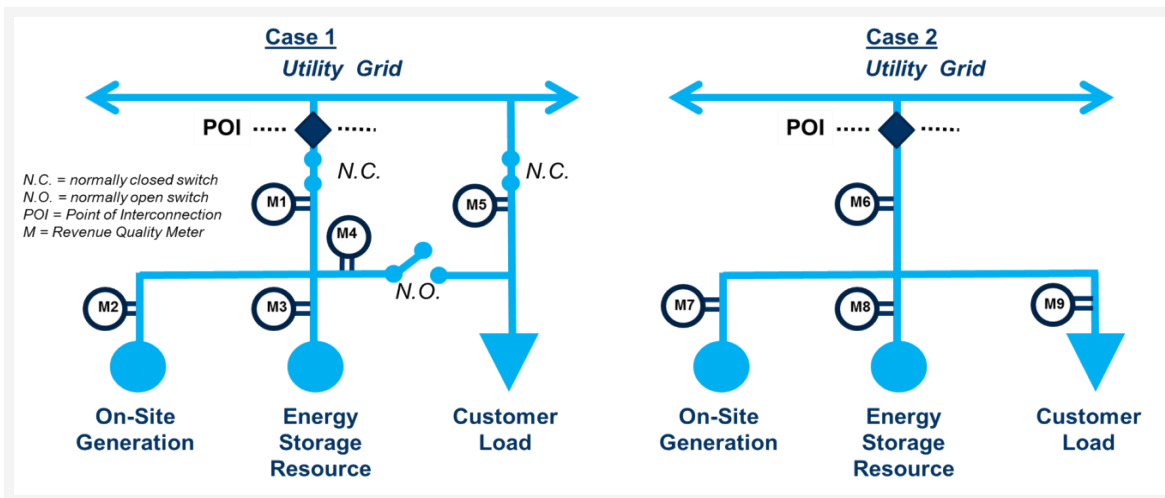 Case 1
Utility Grid
POI
N.C.
N.C.
N.C. = normally closed switch
N.O. = normally open switch
POI = Point of Interconnection
M = Revenue Quality Meter
M1
M5
M4
N.O.
M2
M3
On-Site
Generation
Energy
Storage
Resource
Customer
Load
Case 2
Utility Grid
POI
M6
M7
M8
M9
On-Site
Generation
Energy
Storage
Resource
Customer
Load